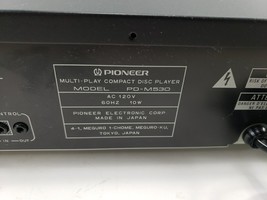 PIONEER
MULTI-PLAY COMPACT DISC PLAYER
MODEL PD-M530
AC 120V
60HZ 10W
PIONEER ELECTRONIC CORP.
MADE IN JAPAN
4-1, MEGURO 1-CHOME, MEGURO-KU,
TOKYO, JAPAN